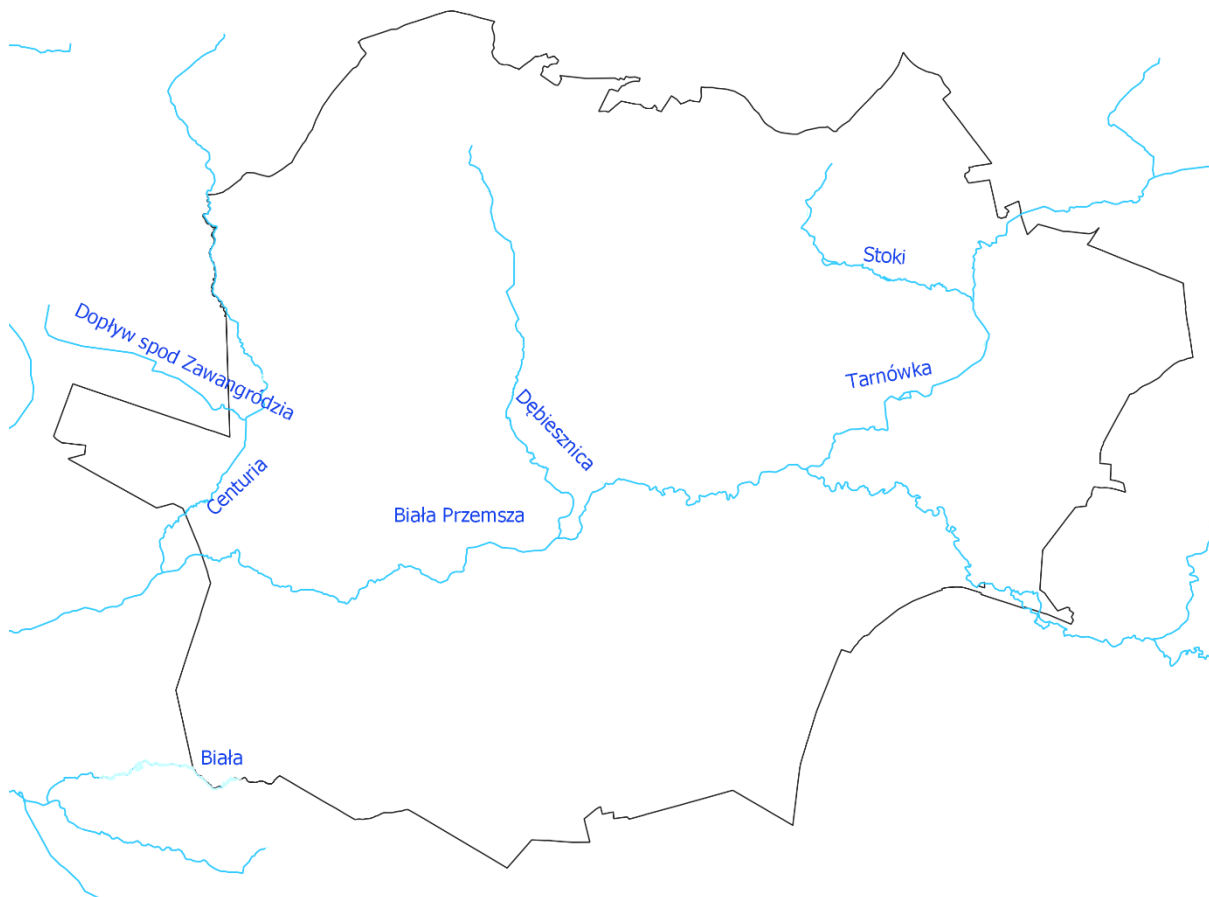 Stoki
Dopływ spod Zawangródzia
Tarnówka
Dębiesznica
Centuria
Biała Przemsza
Biała